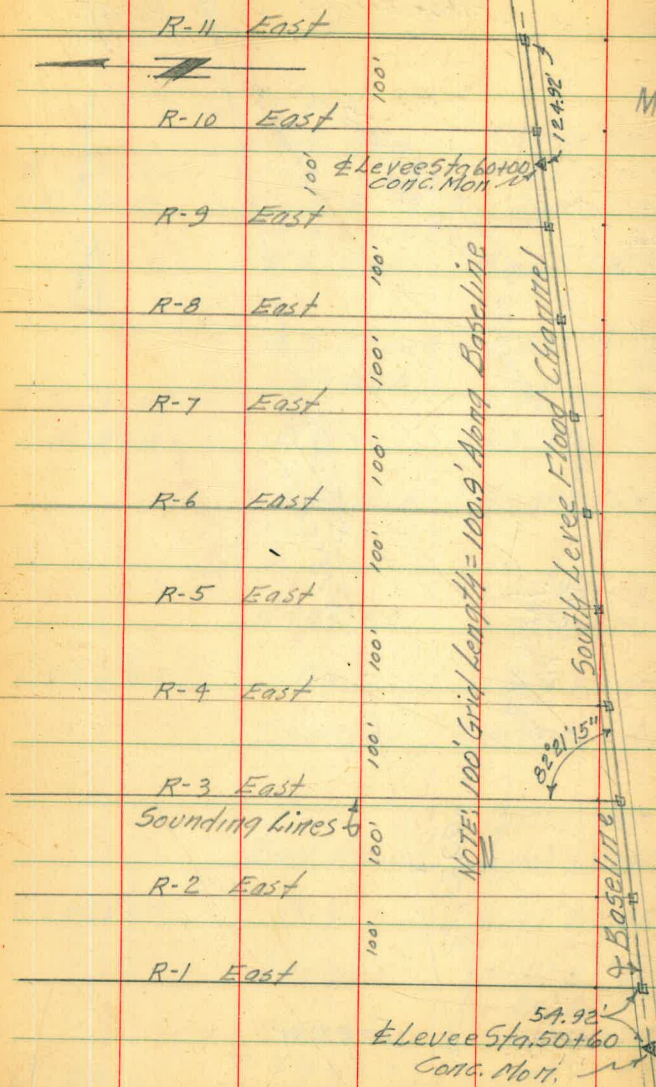 R-11 East
100'
124.92'
M
R-10 East
100'
℄ Levee Sta 60+00
Conc. Mon
R-9 East
100'
R-8 East
100'
R-7 East
100'
R-6 East
100'
R-5 East
100'
R-4 East
100'
82°21'15"
R-3 East
Sounding Lines
100'
R-2 East
100'
R-1 East
NOTE: 100' Grid Length = 100.9' Along Baseline
South Levee Flood Channel
& Baseline
54.92'
℄ Levee Sta. 50+60
Conc. Mon.